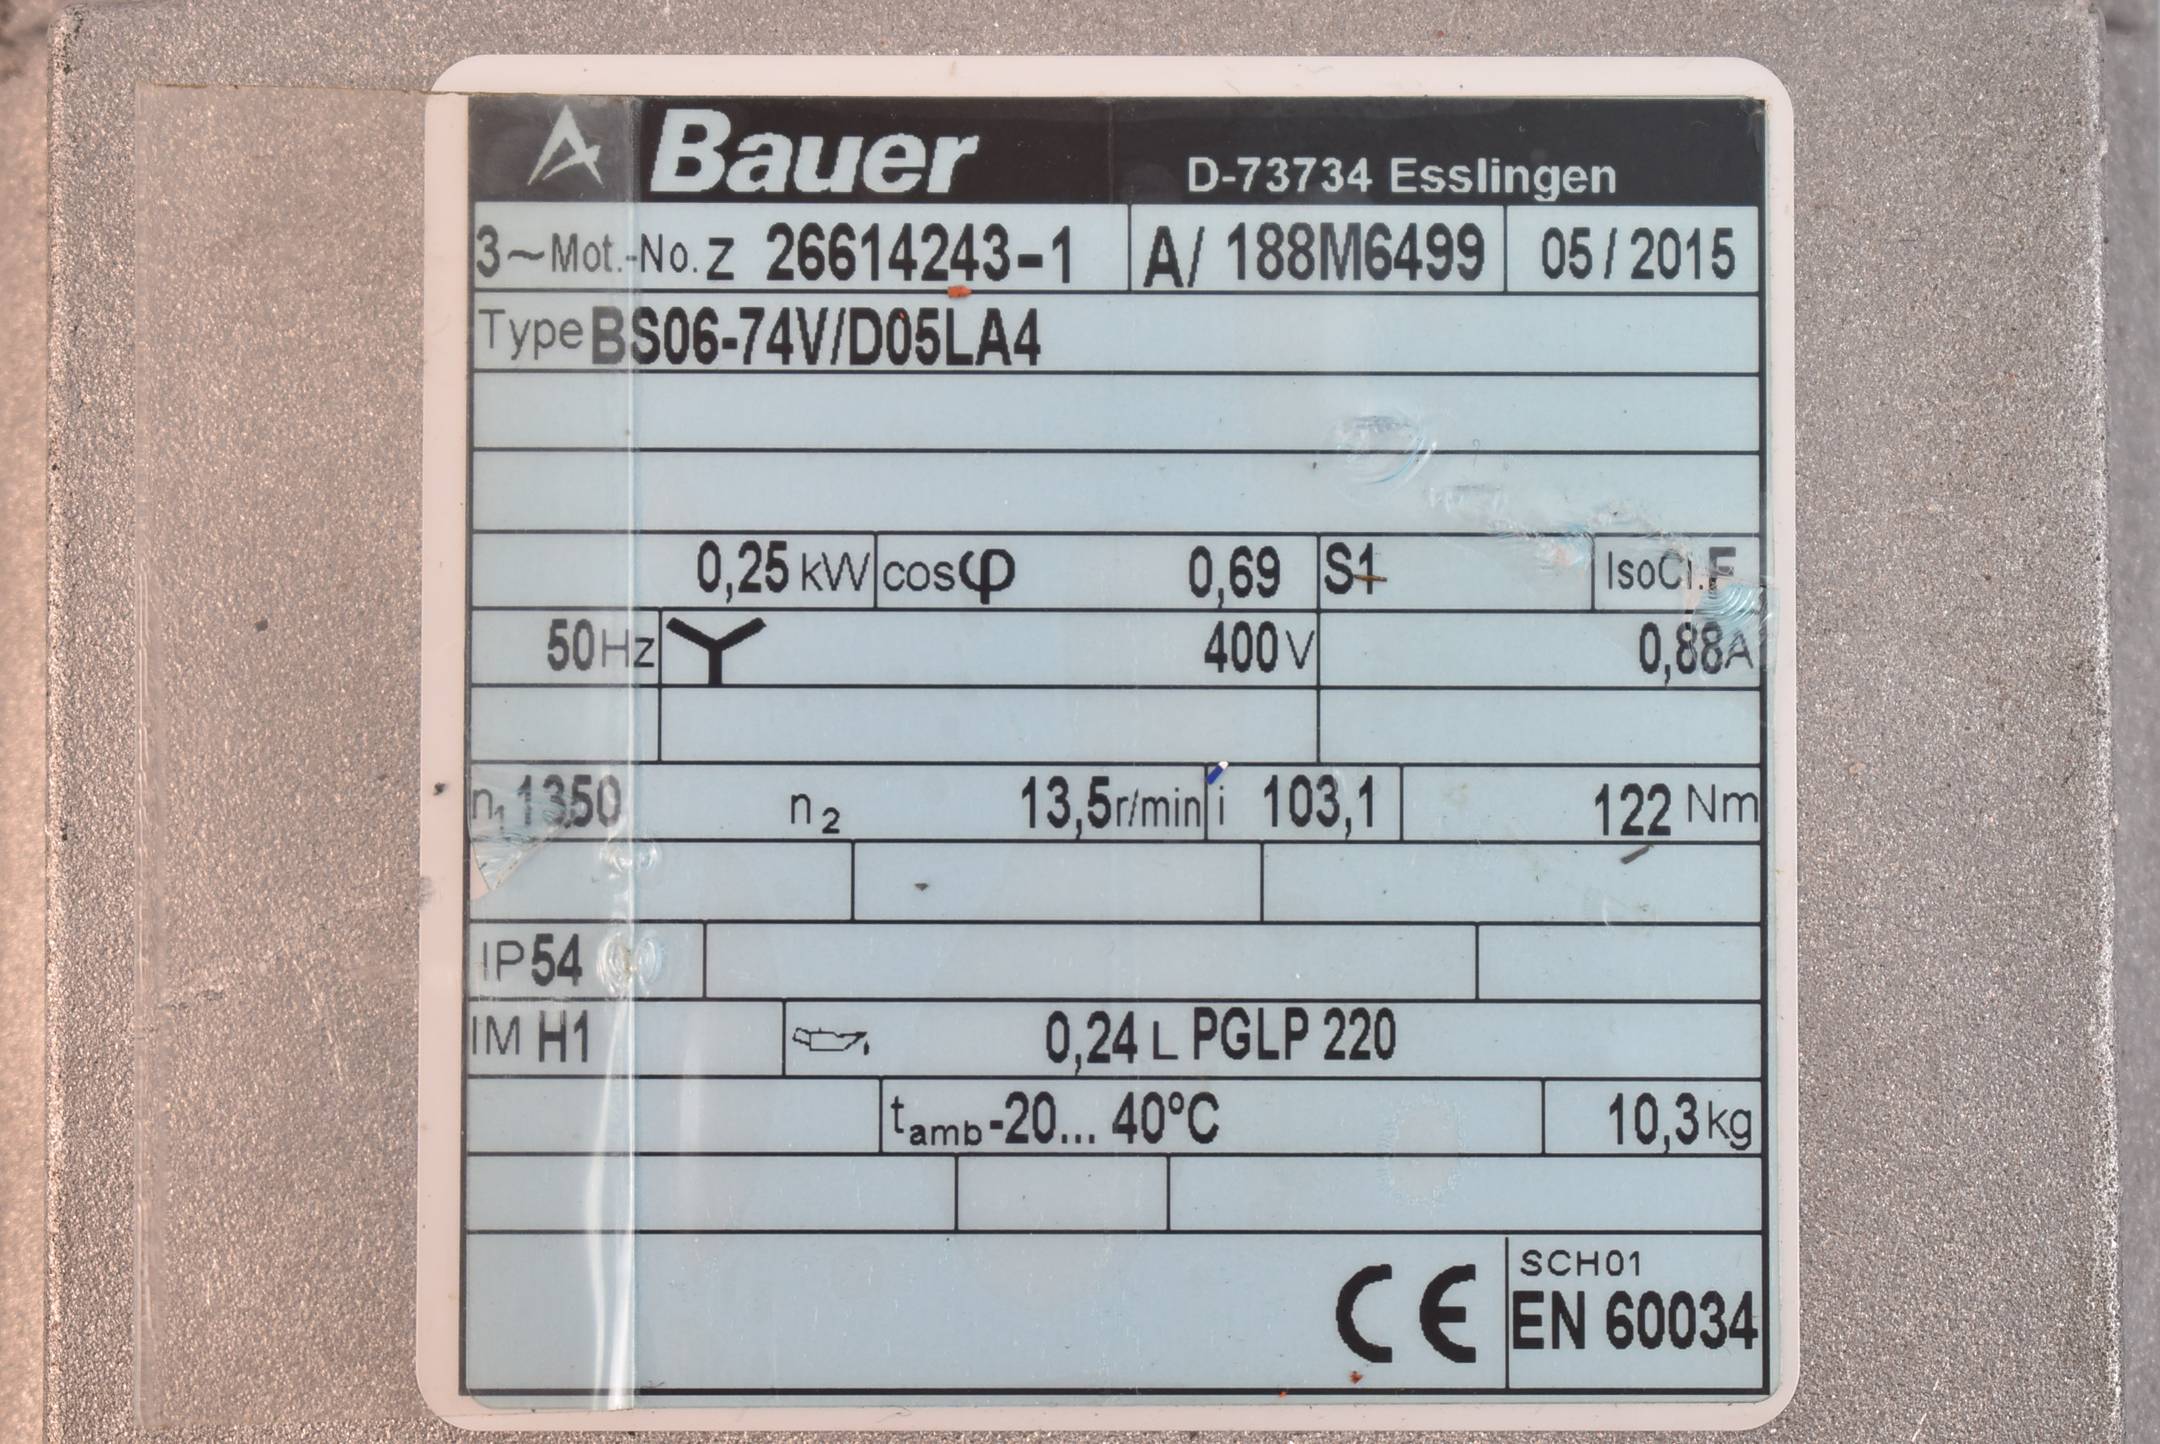 Bauer D-73734 Esslingen
3~Mot.-No. Z 26614243-1 A/ 188M6499 05/2015
Type BS06-74V/D05LA4
0,25 kW cosφ 0,69 S1 IsoCl.F
50Hz 400V 0,88A
n1 1350 n2 13,5r/min i 103,1 122 Nm
IP54
IM H1 0,24 L PGLP 220
tamb -20... 40°C 10,3kg
SCH01
CE EN 60034